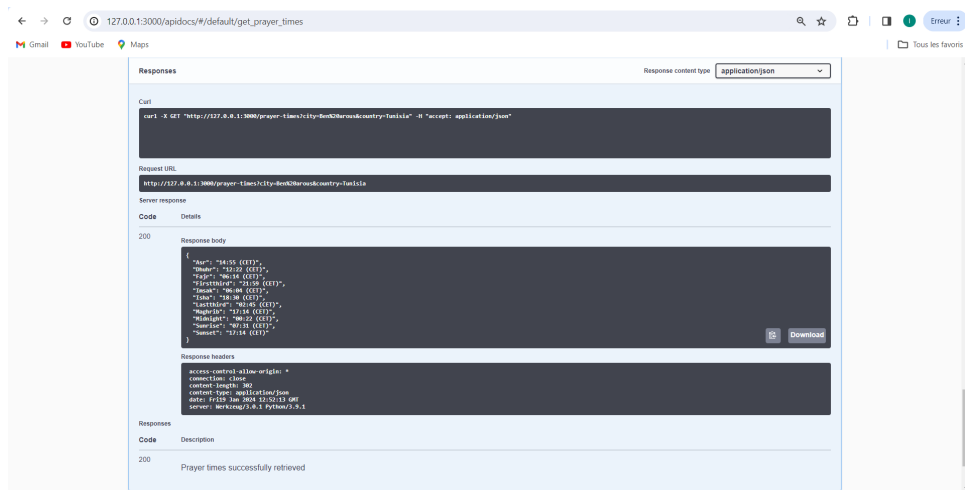 127.0.0.1:3000/apidocs/#/default/get_prayer_times
Erreur
Gmail YouTube Maps
Tous les favoris
Responses
Response content type application/json
Curl
curl -X GET "http://127.0.0.1:3000/prayer-times?city=Ben%20arous&country=Tunisia" -H "accept: application/json"
Request URL
http://127.0.0.1:3000/prayer-times?city=Ben%20arous&country=Tunisia
Server response
Code Details
200
Response body
{
"Asr": "14:55 (CET)",
"Dhuhr": "12:22 (CET)",
"Fajr": "06:14 (CET)",
"Firstthird": "21:59 (CET)",
"Imsak": "06:04 (CET)",
"Isha": "18:30 (CET)",
"Lastthird": "02:45 (CET)",
"Maghrib": "17:14 (CET)",
"Midnight": "00:22 (CET)",
"Sunrise": "07:31 (CET)",
"Sunset": "17:14 (CET)"
}
Download
Response headers
access-control-allow-origin: *
connection: close
content-length: 302
content-type: application/json
date: Fri19 Jan 2024 12:52:13 GMT
server: Werkzeug/3.0.1 Python/3.9.1
Responses
Code Description
200
Prayer times successfully retrieved